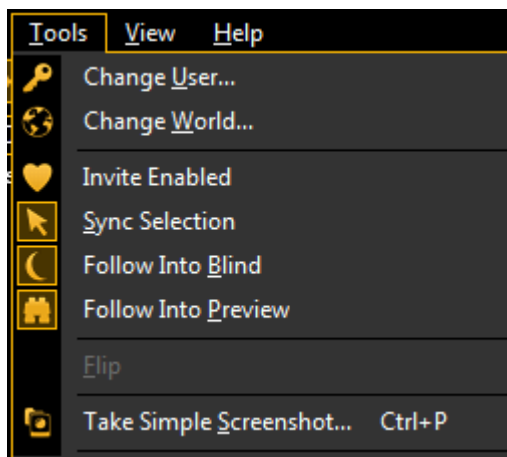 Tools View Help
Change User...
Change World...
Invite Enabled
Sync Selection
Follow Into Blind
Follow Into Preview
Flip
Take Simple Screenshot... Ctrl+P